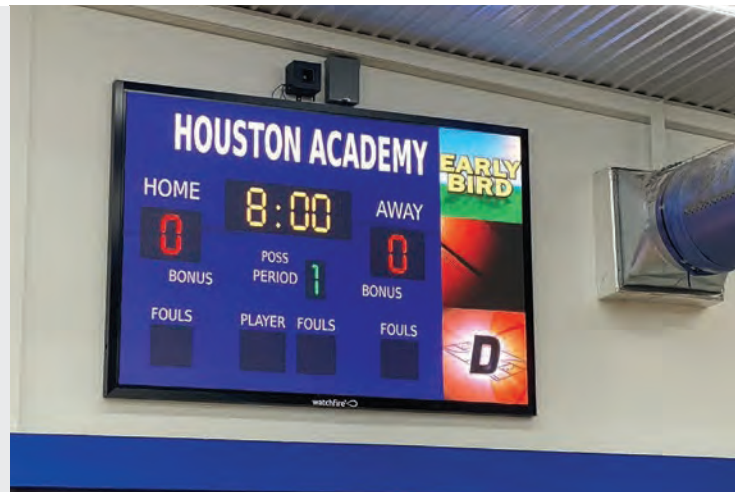 HOUSTON ACADEMY
HOME
8:00
AWAY
0
0
POSS
PERIOD 1
BONUS
BONUS
FOULS
PLAYER FOULS
FOULS
EARLY
BIRD
D
watchfire